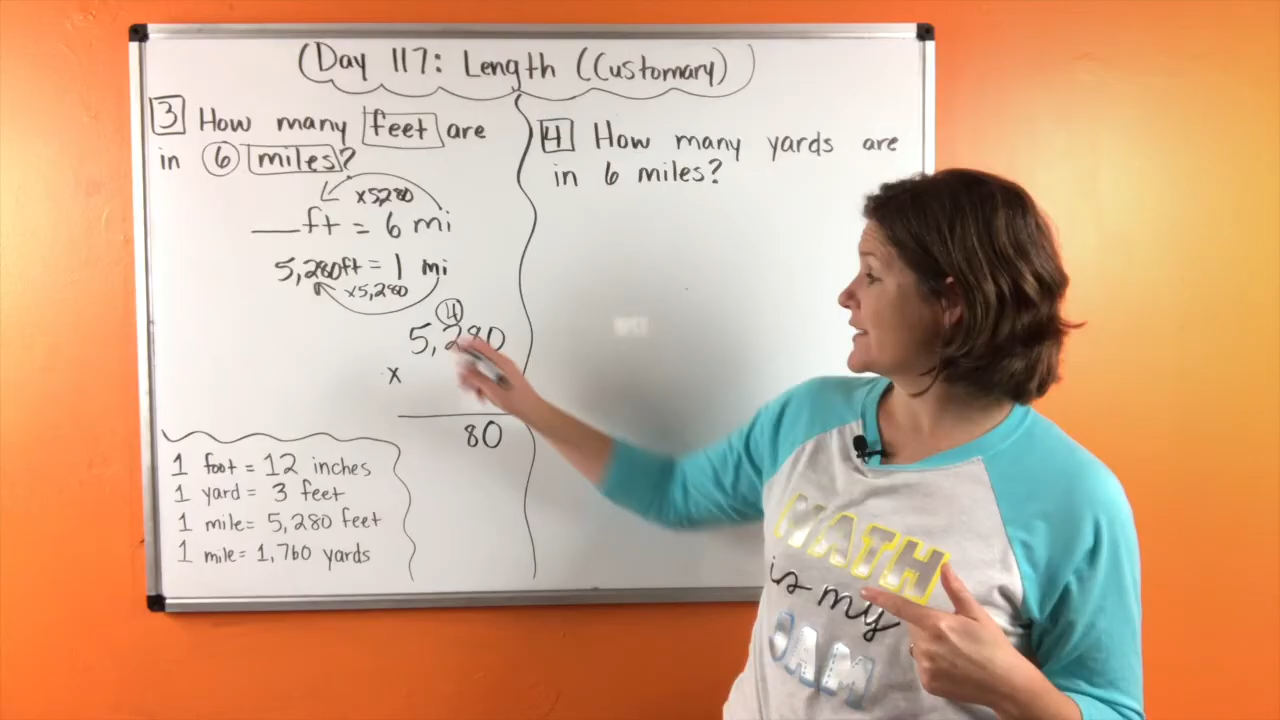 Day 117: Length (Customary)
3 How many feet are
in 6 miles?
x5,280
___ft = 6 mi
5,280ft = 1 mi
x5,280
4
5,280
x
80
1 foot = 12 inches
1 yard = 3 feet
1 mile = 5,280 feet
1 mile = 1,760 yards
4 How many yards are
in 6 miles?
MATH
is my
JAM